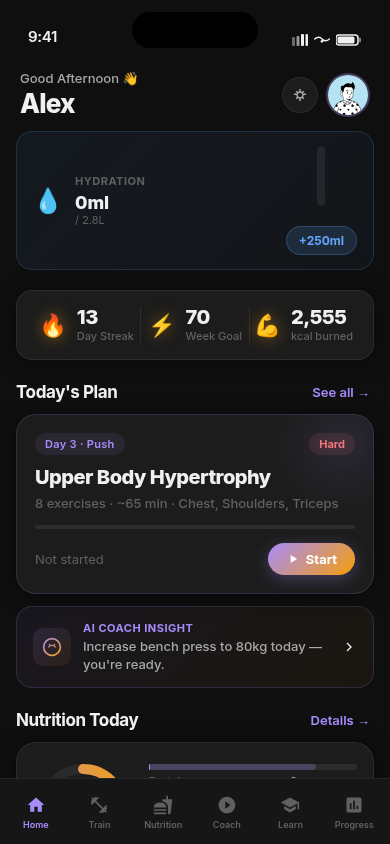 9:41
Good Afternoon 👋
Alex
HYDRATION
0ml
/ 2.8L
+250ml
13
Day Streak
70
Week Goal
2,555
kcal burned
Today's Plan
See all →
Day 3 · Push
Hard
Upper Body Hypertrophy
8 exercises · ~65 min · Chest, Shoulders, Triceps
Not started
Start
AI COACH INSIGHT
Increase bench press to 80kg today —
you're ready.
Nutrition Today
Details →
Home
Train
Nutrition
Coach
Learn
Progress